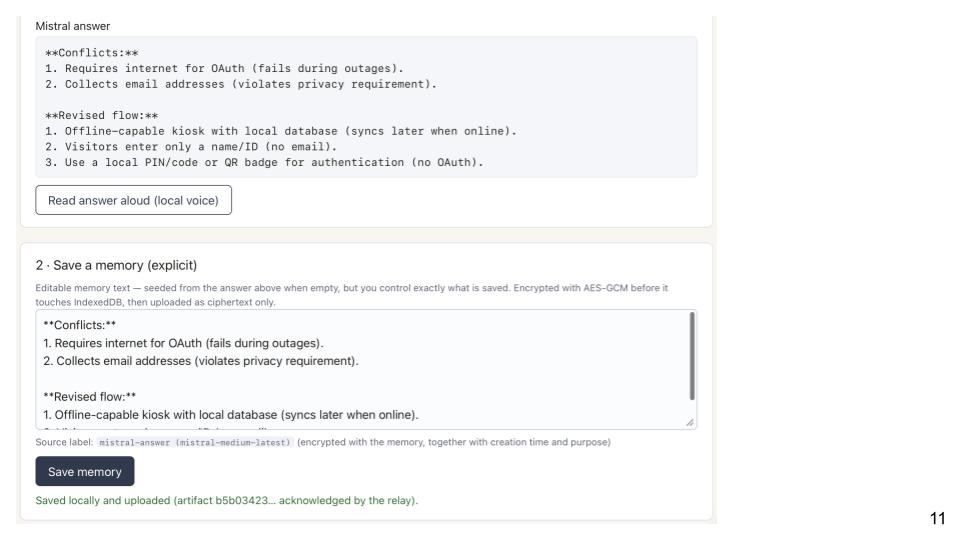 Mistral answer
**Conflicts:**
1. Requires internet for OAuth (fails during outages).
2. Collects email addresses (violates privacy requirement).
**Revised flow:**
1. Offline-capable kiosk with local database (syncs later when online).
2. Visitors enter only a name/ID (no email).
3. Use a local PIN/code or QR badge for authentication (no OAuth).
Read answer aloud (local voice)
2 · Save a memory (explicit)
Editable memory text — seeded from the answer above when empty, but you control exactly what is saved. Encrypted with AES-GCM before it
touches IndexedDB, then uploaded as ciphertext only.
**Conflicts:**
1. Requires internet for OAuth (fails during outages).
2. Collects email addresses (violates privacy requirement).
**Revised flow:**
1. Offline-capable kiosk with local database (syncs later when online).
Source label: mistral-answer (mistral-medium-latest) (encrypted with the memory, together with creation time and purpose)
Save memory
Saved locally and uploaded (artifact b5b03423... acknowledged by the relay).
11